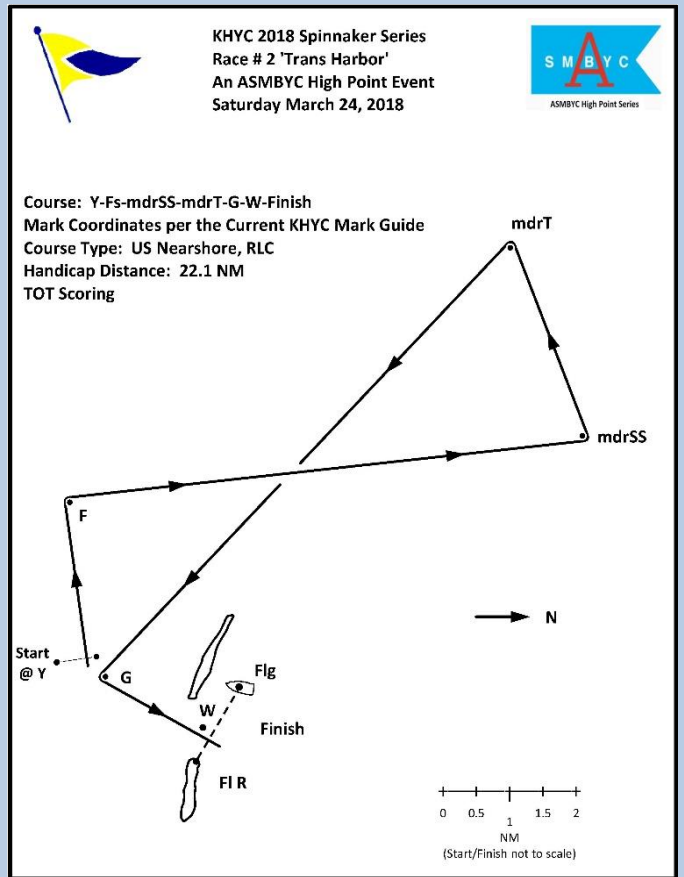 KHYC 2018 Spinnaker Series
Race # 2 'Trans Harbor'
An ASMBYC High Point Event
Saturday March 24, 2018
A
S M B Y C
ASMBYC High Point Series
Course: Y-Fs-mdrSS-mdrT-G-W-Finish
Mark Coordinates per the Current KHYC Mark Guide
Course Type: US Nearshore, RLC
Handicap Distance: 22.1 NM
TOT Scoring
mdrT
mdrSS
F
N
Start
@ Y
G
Flg
W
Finish
Fl R
0 0.5 1 1.5 2
NM
(Start/Finish not to scale)